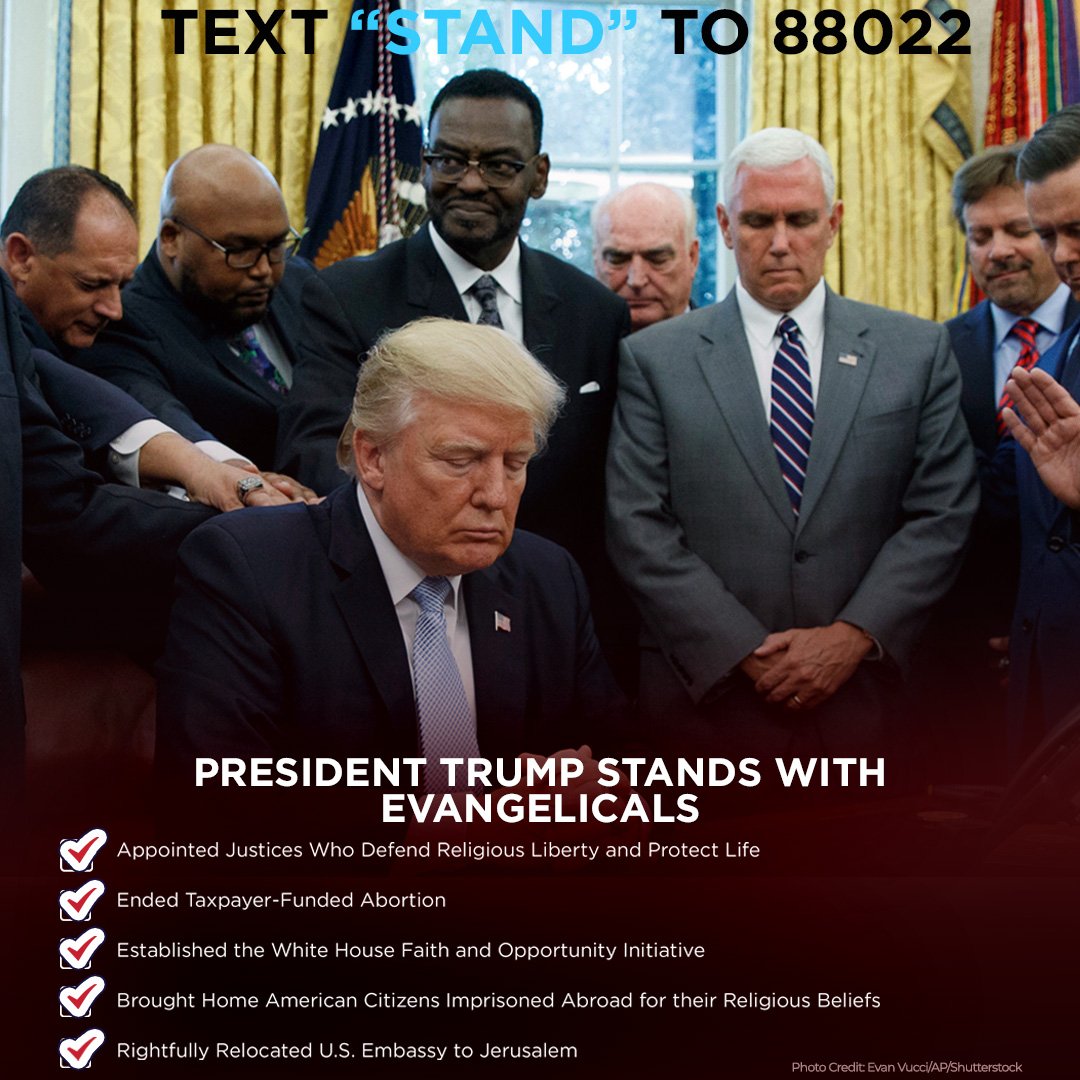 TEXT “STAND” TO 88022
PRESIDENT TRUMP STANDS WITH
EVANGELICALS
Appointed Justices Who Defend Religious Liberty and Protect Life
Ended Taxpayer-Funded Abortion
Established the White House Faith and Opportunity Initiative
Brought Home American Citizens Imprisoned Abroad for their Religious Beliefs
Rightfully Relocated U.S. Embassy to Jerusalem
Photo Credit: Evan Vucci/AP/Shutterstock